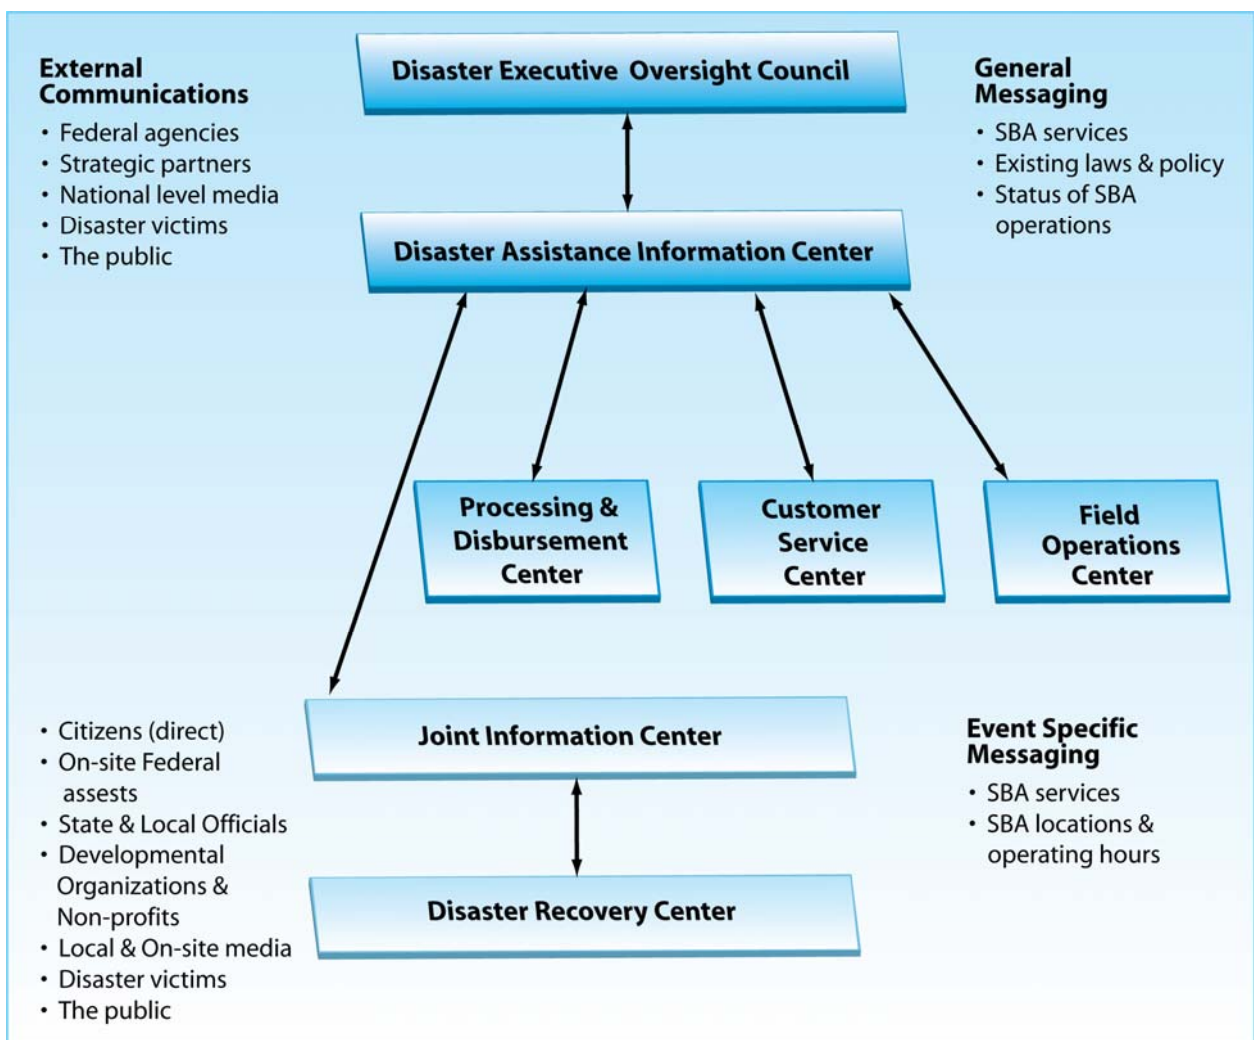 External
Communications
• Federal agencies
• Strategic partners
• National level media
• Disaster victims
• The public
Disaster Executive Oversight Council
General
Messaging
• SBA services
• Existing laws & policy
• Status of SBA
operations
Disaster Assistance Information Center
Processing &
Disbursement
Center
Customer
Service
Center
Field
Operations
Center
• Citizens (direct)
• On-site Federal
assests
• State & Local Officials
• Developmental
Organizations &
Non-profits
• Local & On-site media
• Disaster victims
• The public
Joint Information Center
Disaster Recovery Center
Event Specific
Messaging
• SBA services
• SBA locations &
operating hours